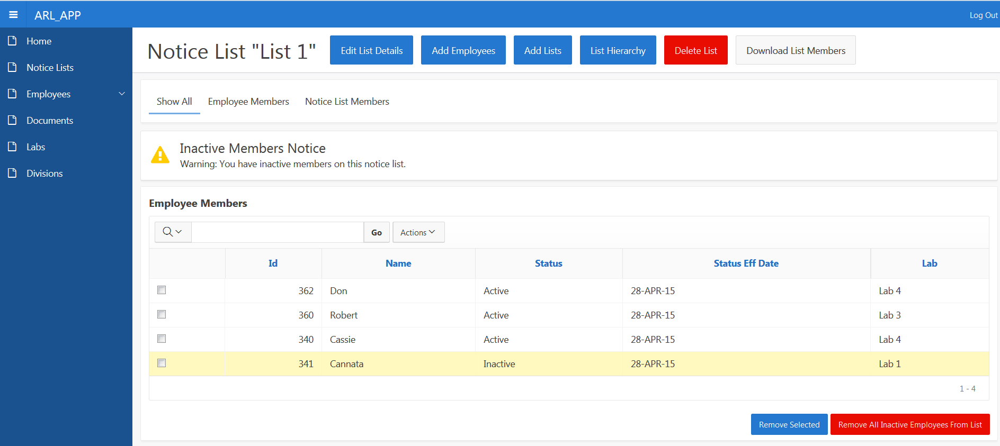 ARL_APP
Log Out
Home
Notice Lists
Employees
Documents
Labs
Divisions
Notice List "List 1"
Edit List Details
Add Employees
Add Lists
List Hierarchy
Delete List
Download List Members
Show All
Employee Members
Notice List Members
Inactive Members Notice
Warning: You have inactive members on this notice list.
Employee Members
Go
Actions
Id Name Status Status Eff Date Lab
362 Don Active 28-APR-15 Lab 4
360 Robert Active 28-APR-15 Lab 3
340 Cassie Active 28-APR-15 Lab 4
341 Cannata Inactive 28-APR-15 Lab 1
1 - 4
Remove Selected
Remove All Inactive Employees From List